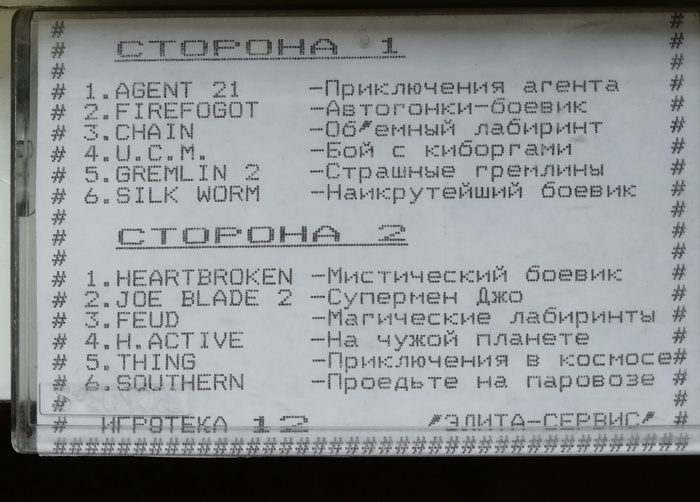 СТОРОНА 1
1.AGENT 21 -Приключения агента
2.FIREFOGOT -Автогонки-боевик
3.CHAIN -Об"емный лабиринт
4.U.C.M. -Бой с киборгами
5.GREMLIN 2 -Страшные гремлины
6.SILK WORM -Наикрутейший боевик
СТОРОНА 2
1.HEARTBROKEN -Мистический боевик
2.JOE BLADE 2 -Супермен Джо
3.FEUD -Магические лабиринты
4.H.ACTIVE -На чужой планете
5.THING -Приключения в космосе
6.SOUTHERN -Проедьте на паровозе
ИГРОТЕКА 12 "ЭЛИТА-СЕРВИС"